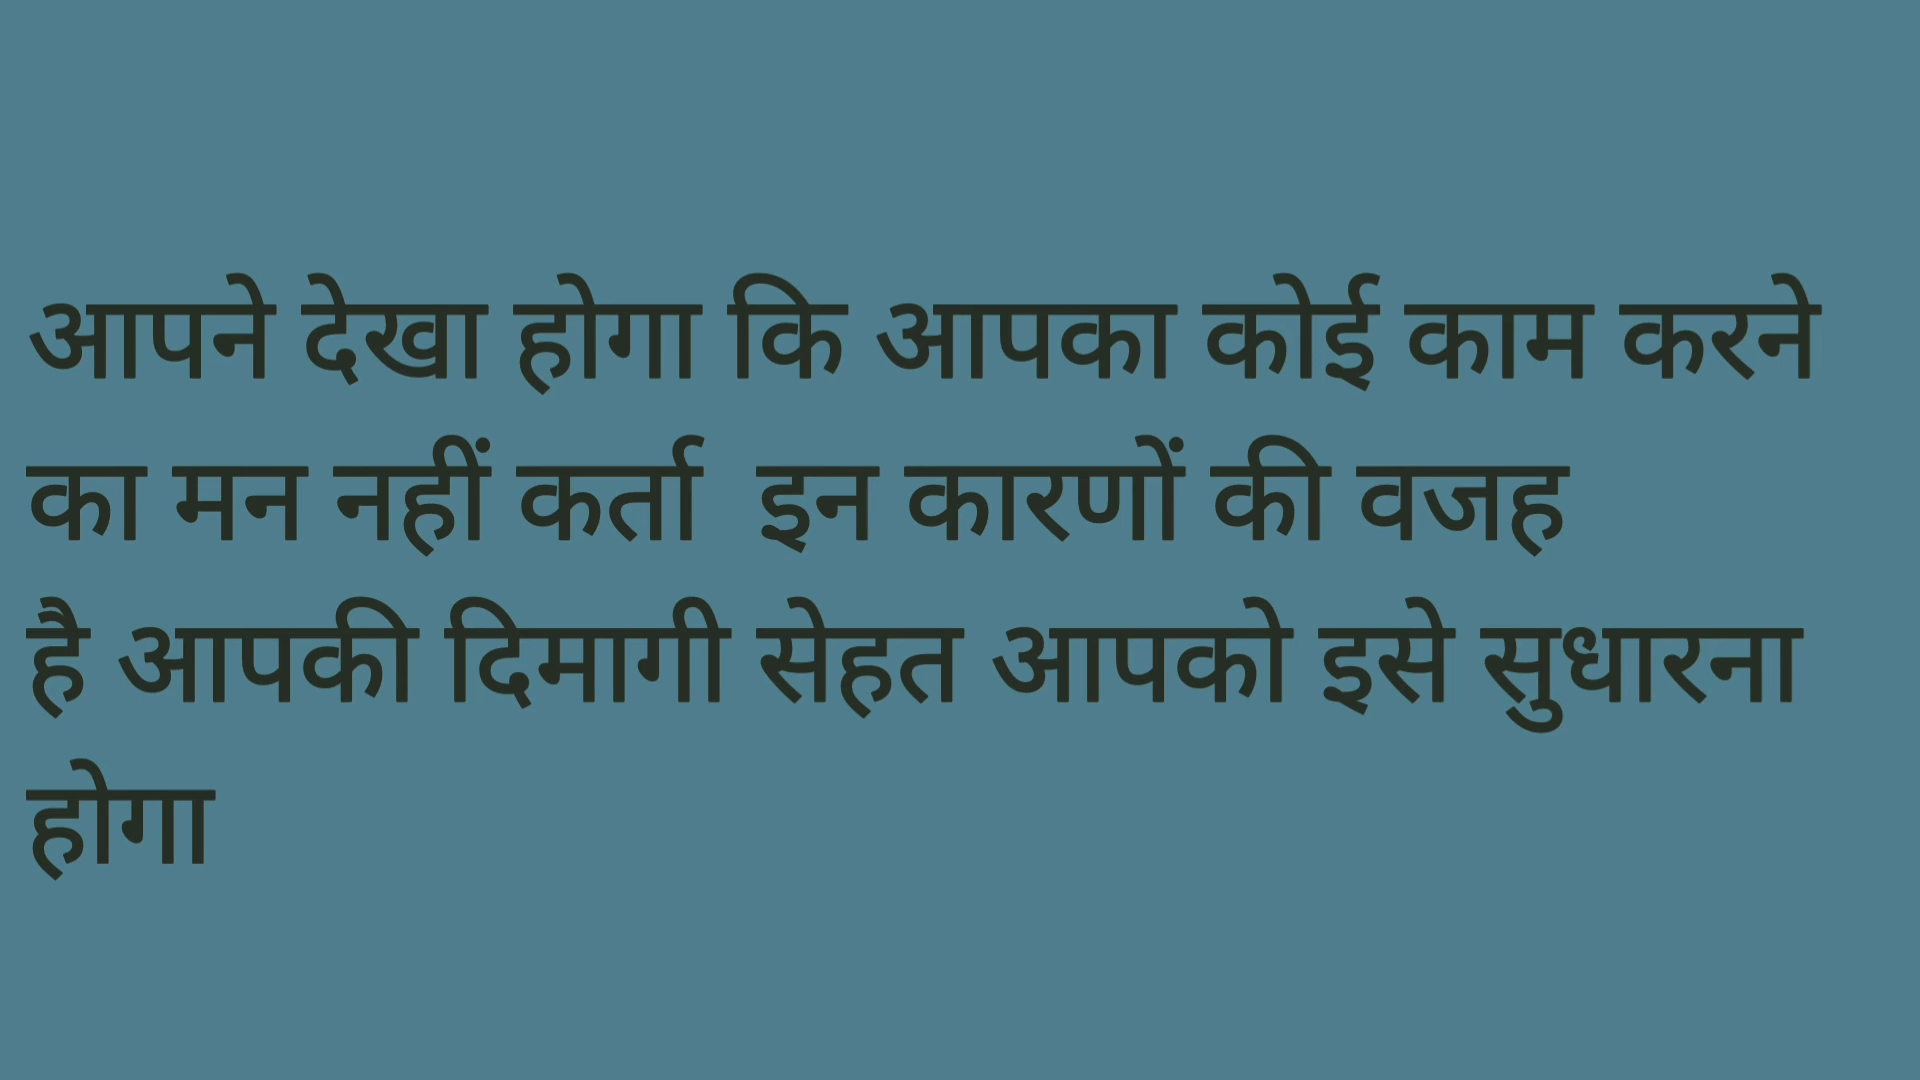 आपने देखा होगा कि आपका कोई काम करने
का मन नहीं कर्ता  इन कारणों की वजह
है आपकी दिमागी सेहत आपको इसे सुधारना
होगा